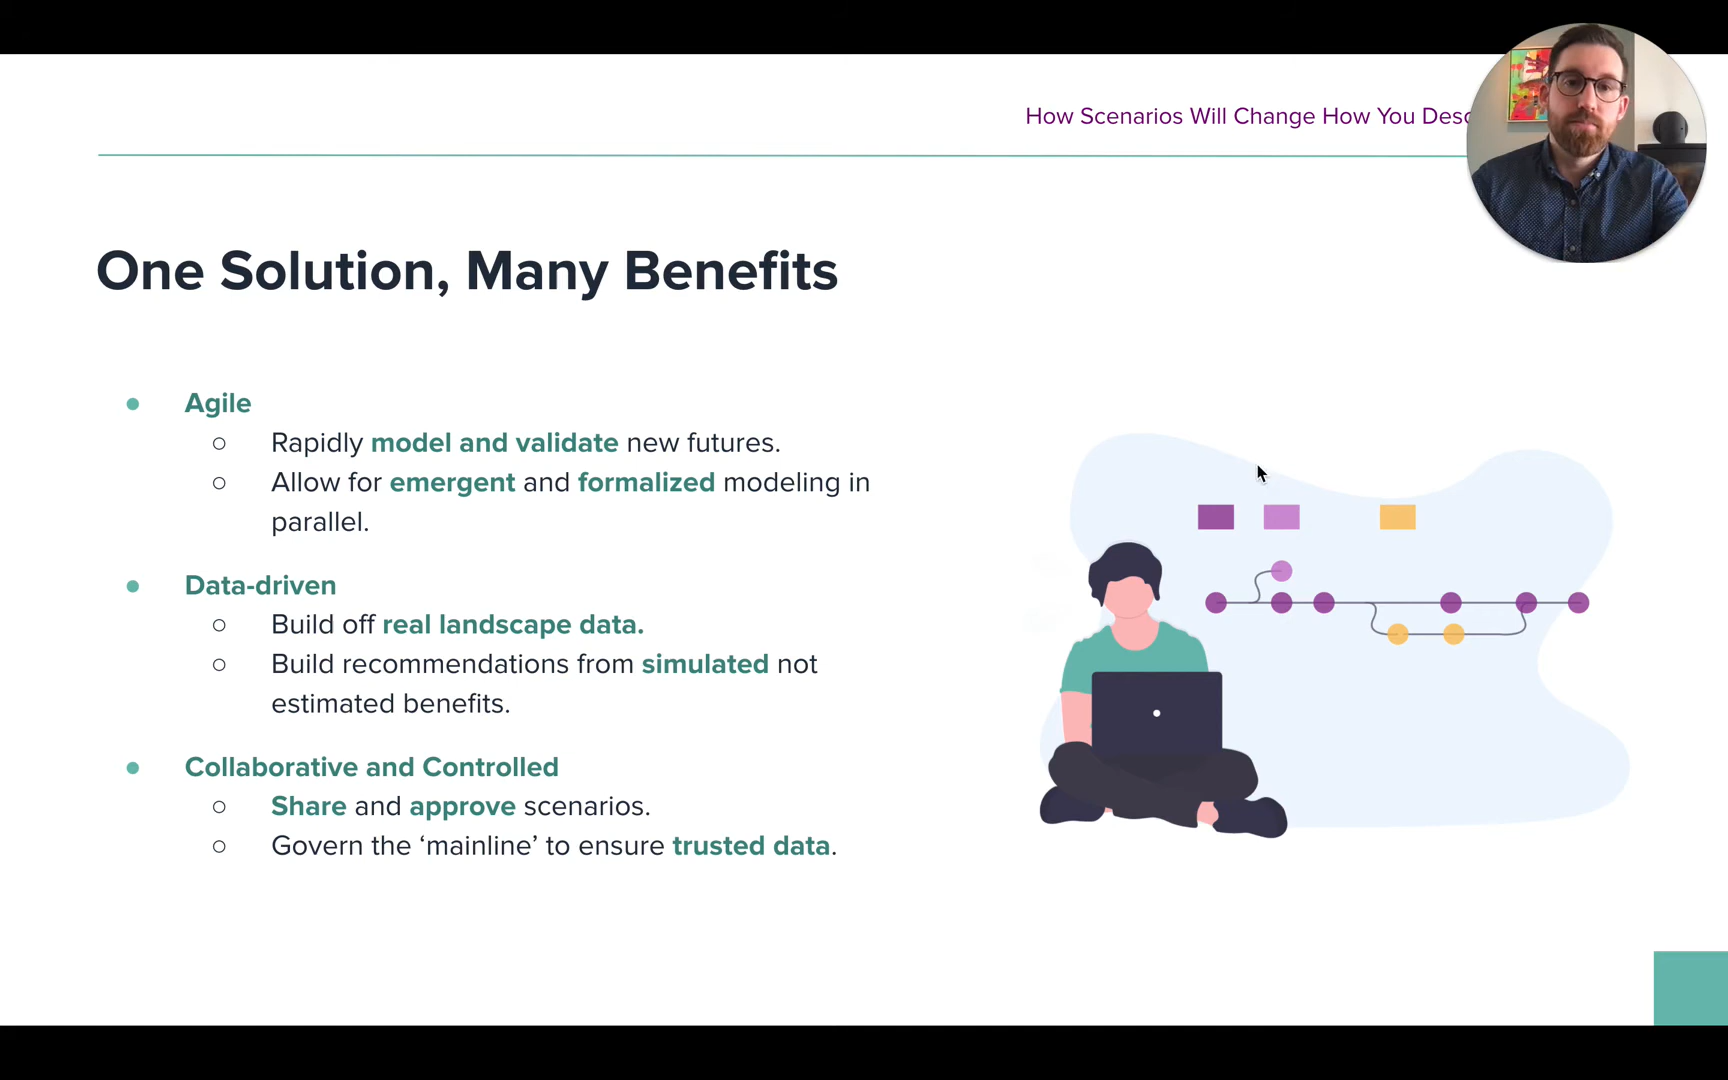 How Scenarios Will Change How You
One Solution, Many Benefits
● Agile
○ Rapidly model and validate new futures.
○ Allow for emergent and formalized modeling in
parallel.
● Data-driven
○ Build off real landscape data.
○ Build recommendations from simulated not
estimated benefits.
● Collaborative and Controlled
○ Share and approve scenarios.
○ Govern the ‘mainline’ to ensure trusted data.